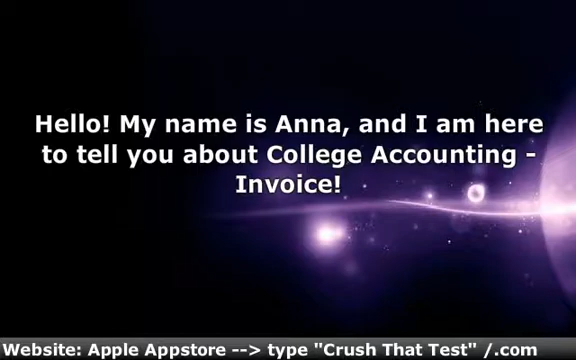 Hello! My name is Anna, and I am here
to tell you about College Accounting -
Invoice!
Website: Apple Appstore --> type "Crush That Test" /.com